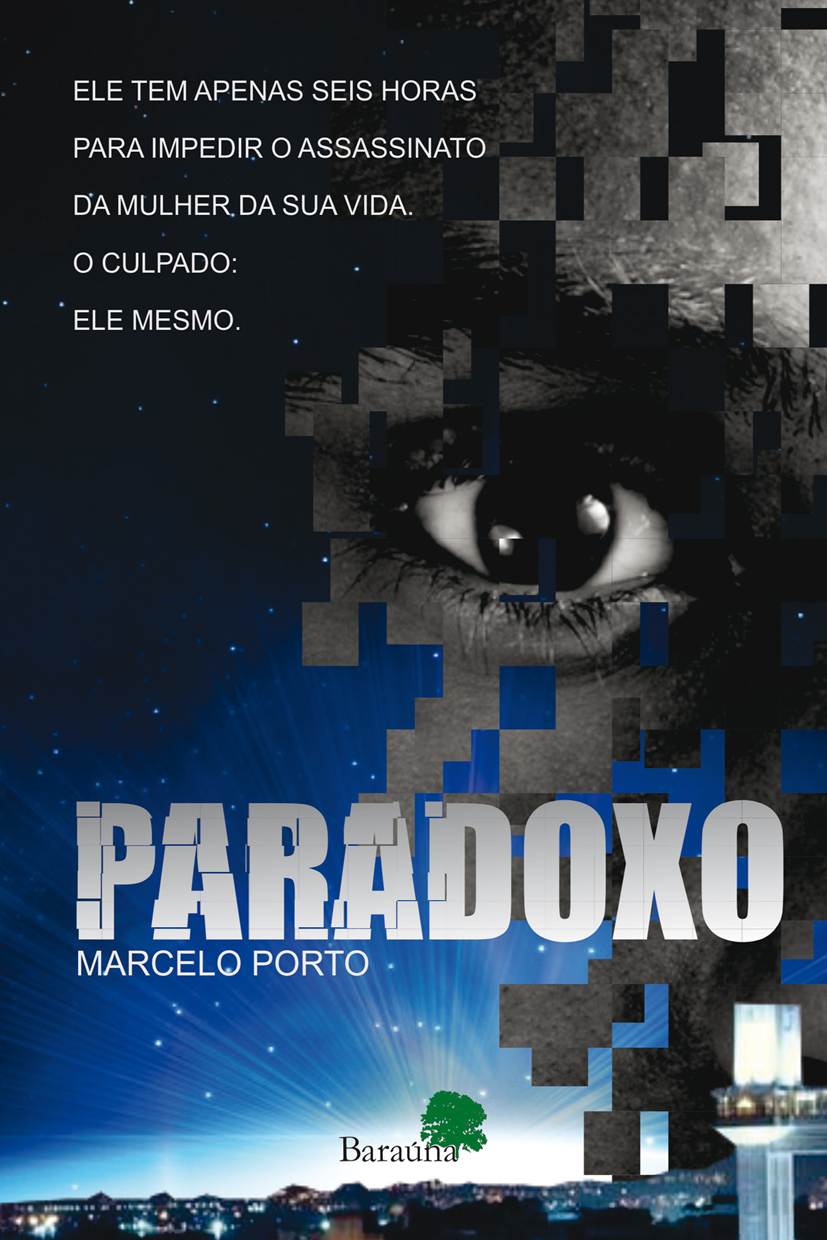 ELE TEM APENAS SEIS HORAS
PARA IMPEDIR O ASSASSINATO
DA MULHER DA SUA VIDA.
O CULPADO:
ELE MESMO.
PARADOXO
MARCELO PORTO
Baraúna